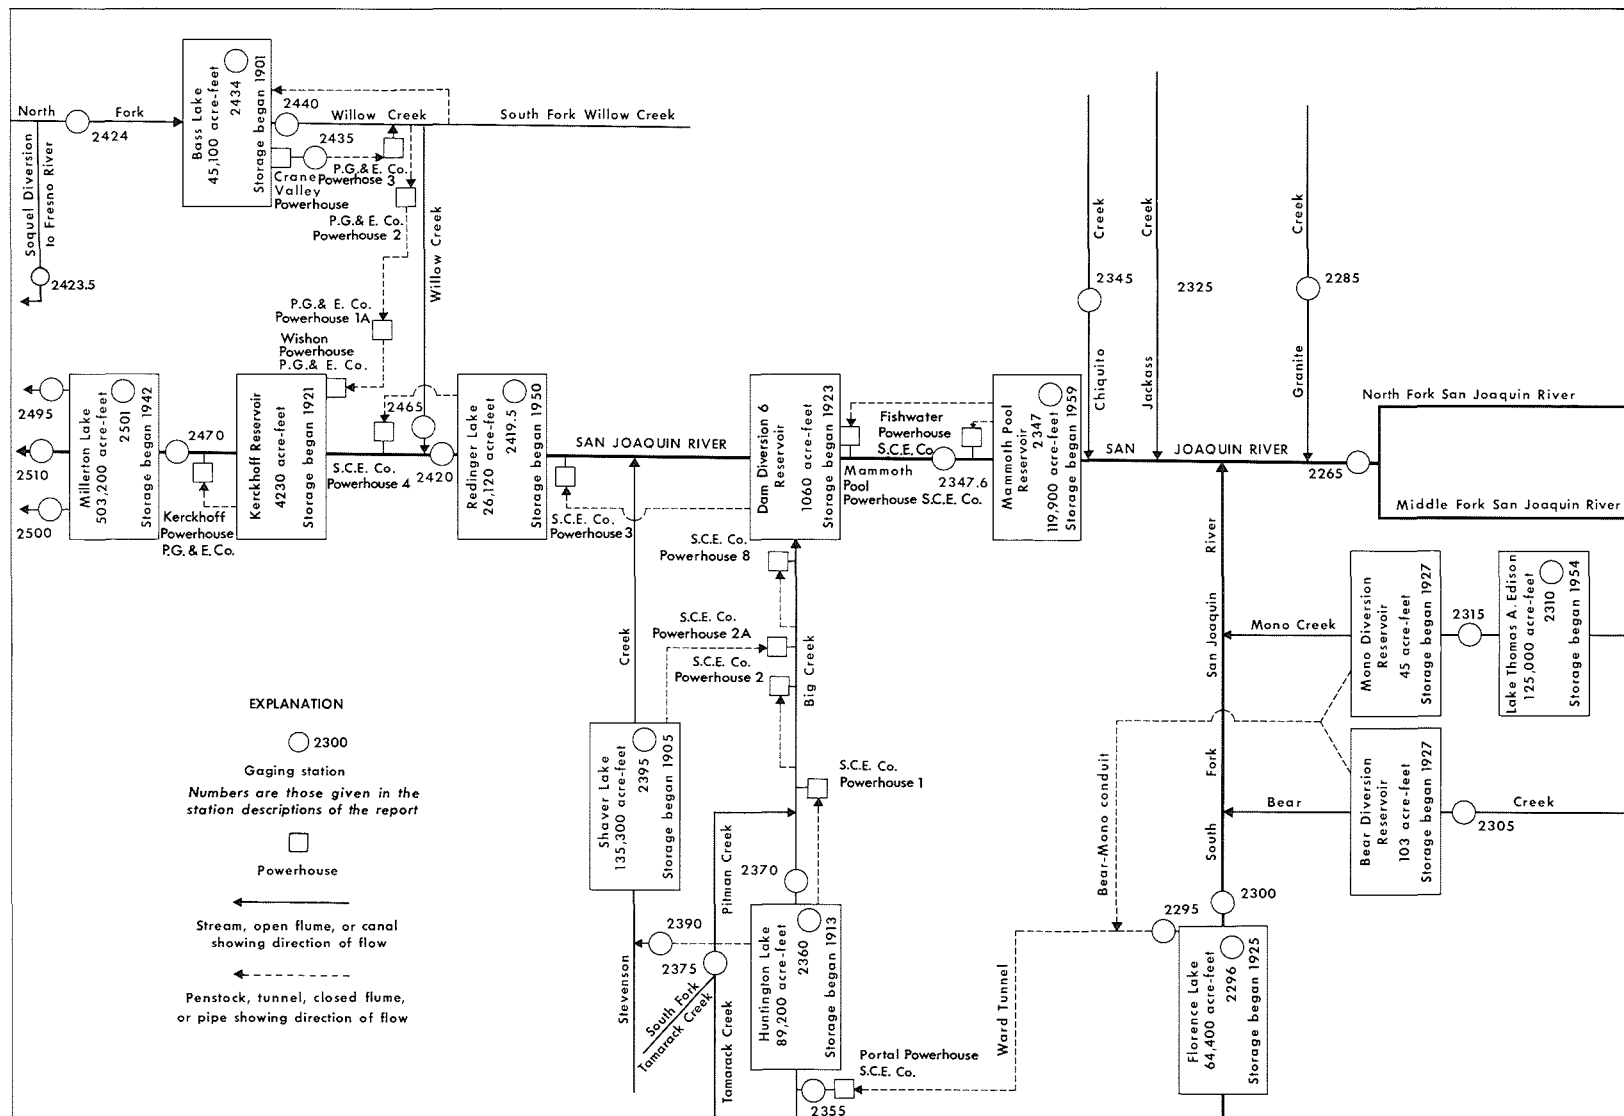 North
Fork
2424
Soquel Diversion
to Fresno River
2423.5
Bass Lake
45,100 acre-feet
2434
Storage began 1901
2440
Willow Creek
South Fork Willow Creek
2435
P.G.& E. Co.
Powerhose 3
Crane
Valley
Powerhouse
P.G.& E. Co.
Powerhouse 2
Willow Creek
P.G.& E. Co.
Powerhouse 1A
Wishon
Powerhouse
P.G.& E. Co.
2495
2510
2500
Millerton Lake
503,200 acre-feet
2501
Storage began 1942
2470
Kerckhoff
Powerhouse
P.G. & E.Co.
Kerckhoff Reservoir
4230 acre-feet
Storage began 1921
2465
S.C.E. Co.
Powerhouse 4
2420
Redinger Lake
26,120 acre-feet
2419.5
Storage began 1950
SAN JOAQUIN RIVER
S.C.E. Co.
Powerhouse 3
Dam Diversion 6
Reservoir
1060 acre-feet
Storage began 1923
Fishwater
Powerhouse
S.C.E. Co.
Mammoth
Pool
Powerhouse S.C.E. Co.
2347.6
Mammoth Pool
Reservoir
2347
119,900 acre-feet
Storage began 1959
Creek
2345
Chiquito
Creek
2325
Jackass
Creek
2285
Granite
SAN JOAQUIN RIVER
2265
North Fork San Joaquin River
Middle Fork San Joaquin River
S.C.E. Co.
Powerhouse 8
S.C.E. Co.
Powerhouse 2A
S.C.E. Co.
Powerhouse 2
Big Creek
Creek
Shaver Lake
135,300 acre-feet
2395
Storage began 1905
S.C.E. Co.
Powerhouse 1
Pitman Creek
2370
2390
2375
Stevenson
South Fork
Tamarack Creek
Tamarack Creek
Huntington Lake
89,200 acre-feet
2360
Storage began 1913
Portal Powerhouse
S.C.E. Co.
2355
Ward Tunnel
Bear-Mono conduit
River
San Joaquin
Fork
South
Mono Creek
Mono Diversion
Reservoir
45 acre-feet
Storage began 1927
2315
Lake Thomas A. Edison
125,000 acre-feet
2310
Storage began 1954
Bear
Bear Diversion
Reservoir
103 acre-feet
Storage began 1927
Creek
2305
2300
2295
Florence Lake
64,400 acre-feet
2296
Storage began 1925
EXPLANATION
2300
Gaging station
Numbers are those given in the
station descriptions of the report
Powerhouse
Stream, open flume, or canal
showing direction of flow
Penstock, tunnel, closed flume,
or pipe showing direction of flow